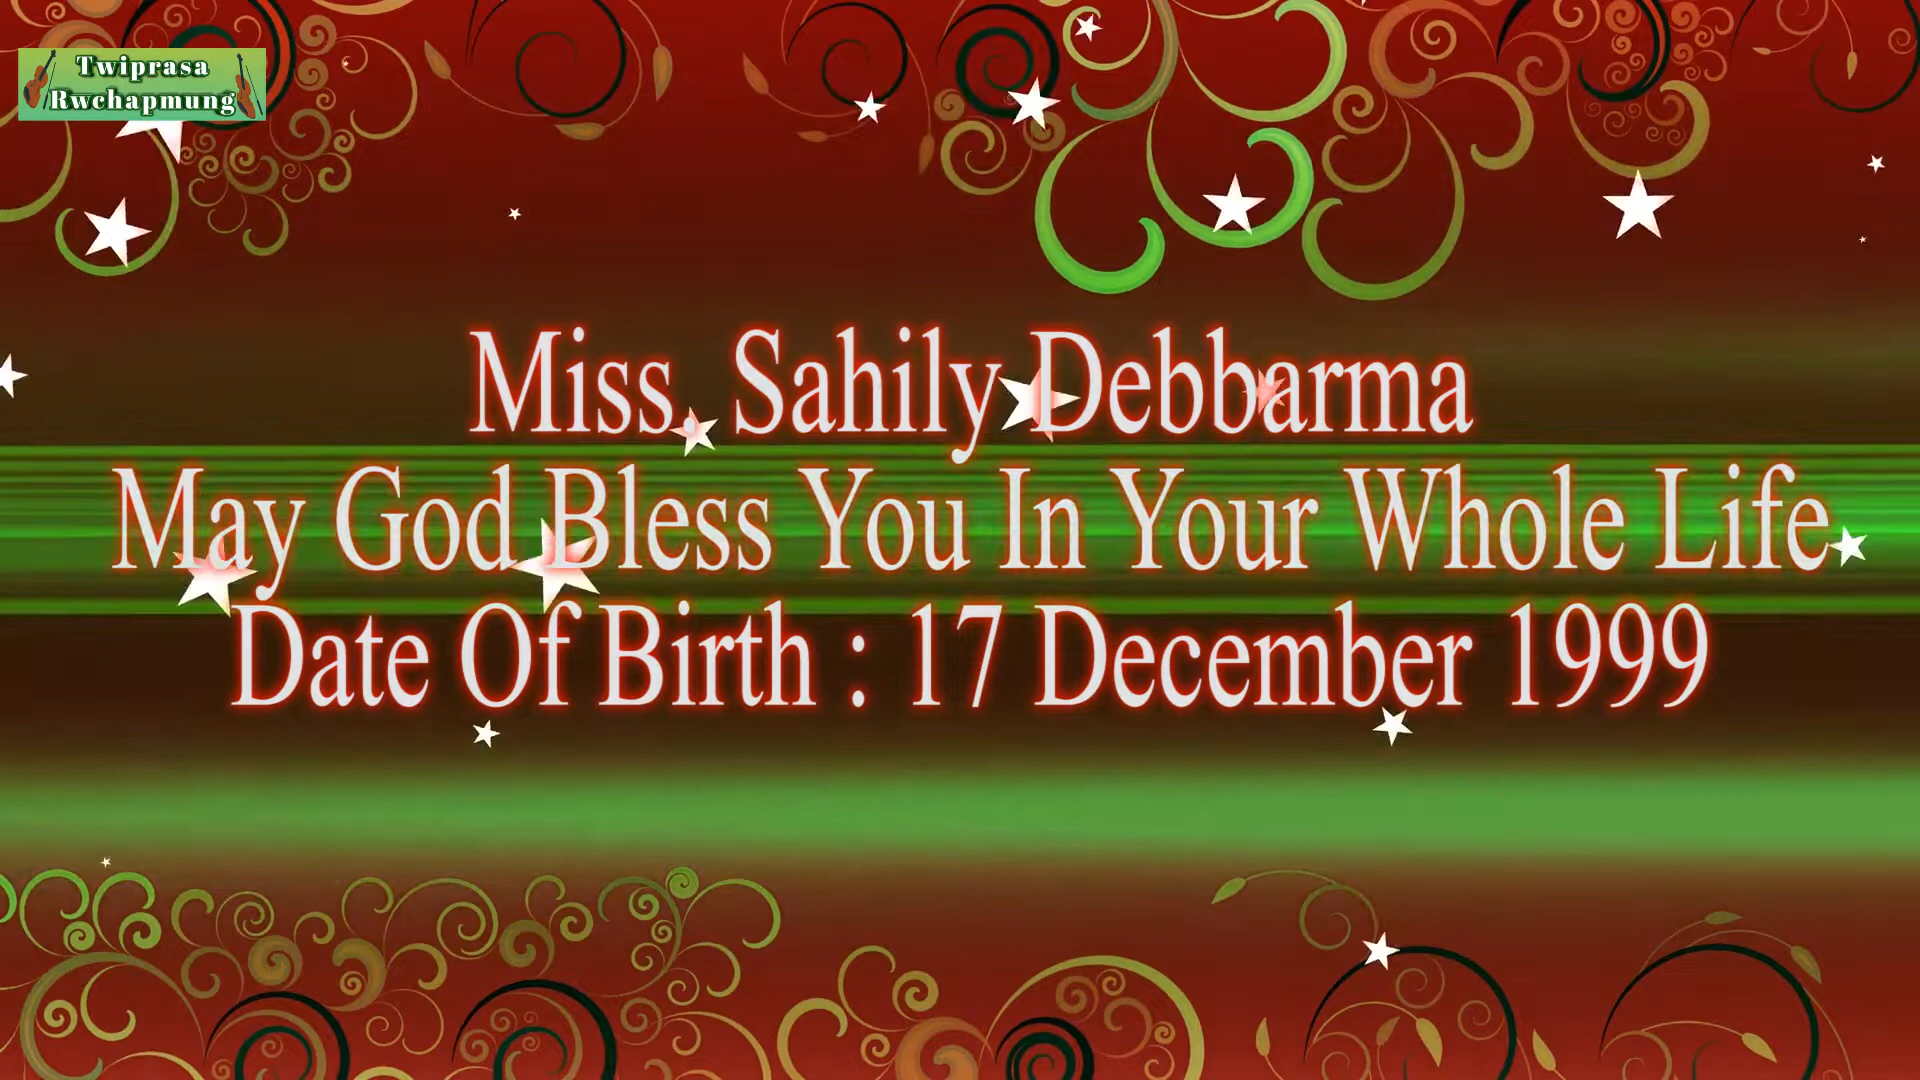 Twiprasa
Rwchapmung
Miss. Sahily Debbarma
May God Bless You In Your Whole Life
Date Of Birth : 17 December 1999